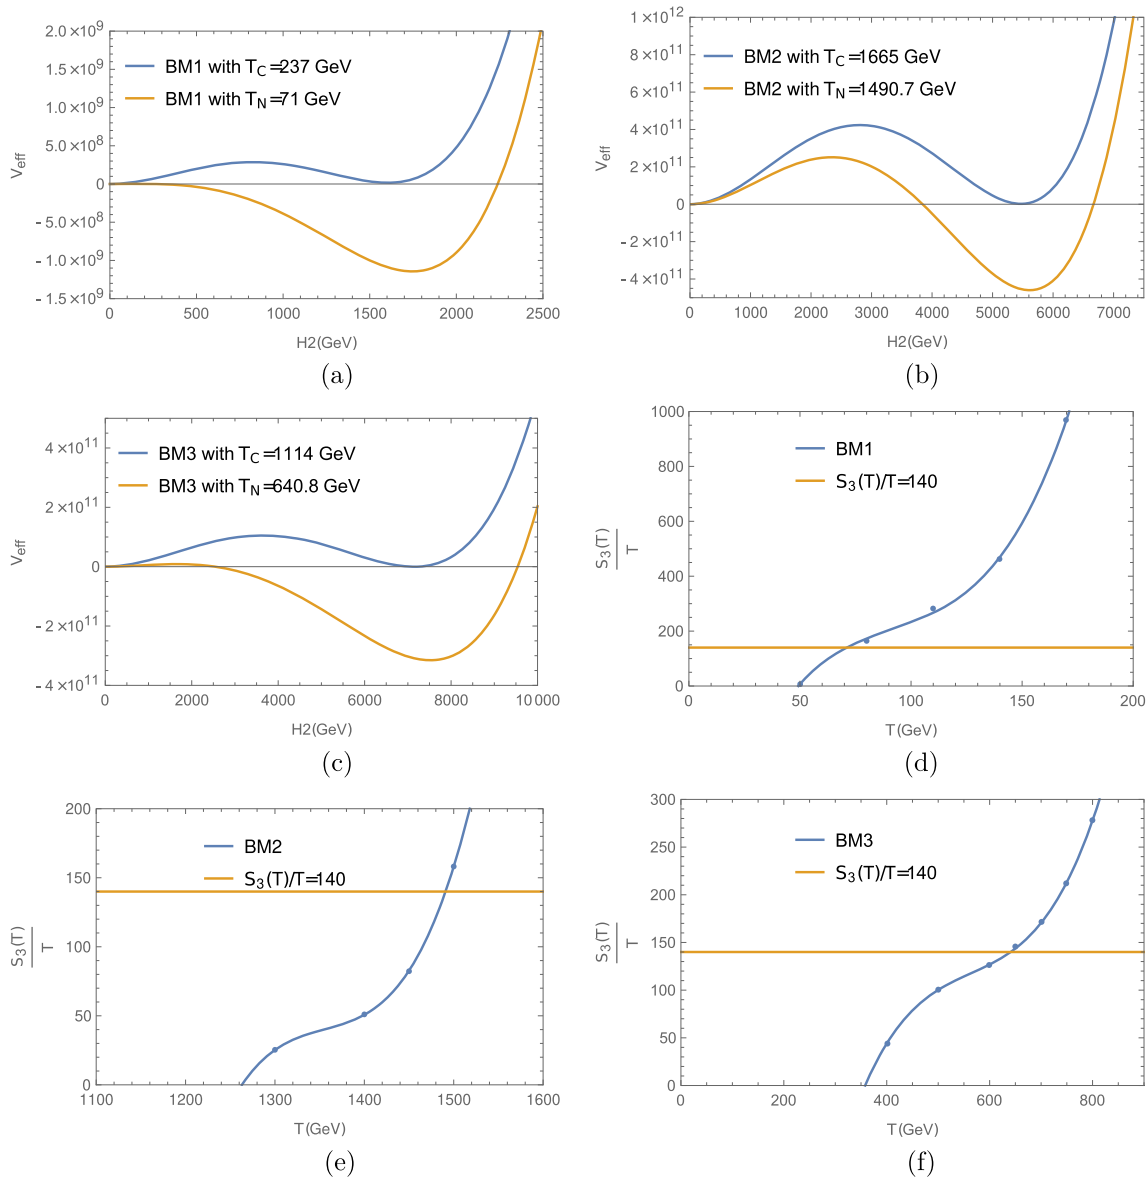 BM1 with T_C=237 GeV
BM1 with T_N=71 GeV
2.0×10^9
1.5×10^9
1.0×10^9
5.0×10^8
0
-5.0×10^8
-1.0×10^9
-1.5×10^9
V_eff
0 500 1000 1500 2000 2500
H2(GeV)
(a)
BM2 with T_C=1665 GeV
BM2 with T_N=1490.7 GeV
1×10^12
8×10^11
6×10^11
4×10^11
2×10^11
0
-2×10^11
-4×10^11
V_eff
0 1000 2000 3000 4000 5000 6000 7000
H2(GeV)
(b)
BM3 with T_C=1114 GeV
BM3 with T_N=640.8 GeV
4×10^11
2×10^11
0
-2×10^11
-4×10^11
V_eff
0 2000 4000 6000 8000 10000
H2(GeV)
(c)
BM1
S_3(T)/T=140
1000
800
600
400
200
0
S_3(T)
T
0 50 100 150 200
T(GeV)
(d)
BM2
S_3(T)/T=140
200
150
100
50
0
S_3(T)
T
1100 1200 1300 1400 1500 1600
T(GeV)
(e)
BM3
S_3(T)/T=140
300
250
200
150
100
50
0
S_3(T)
T
0 200 400 600 800
T(GeV)
(f)